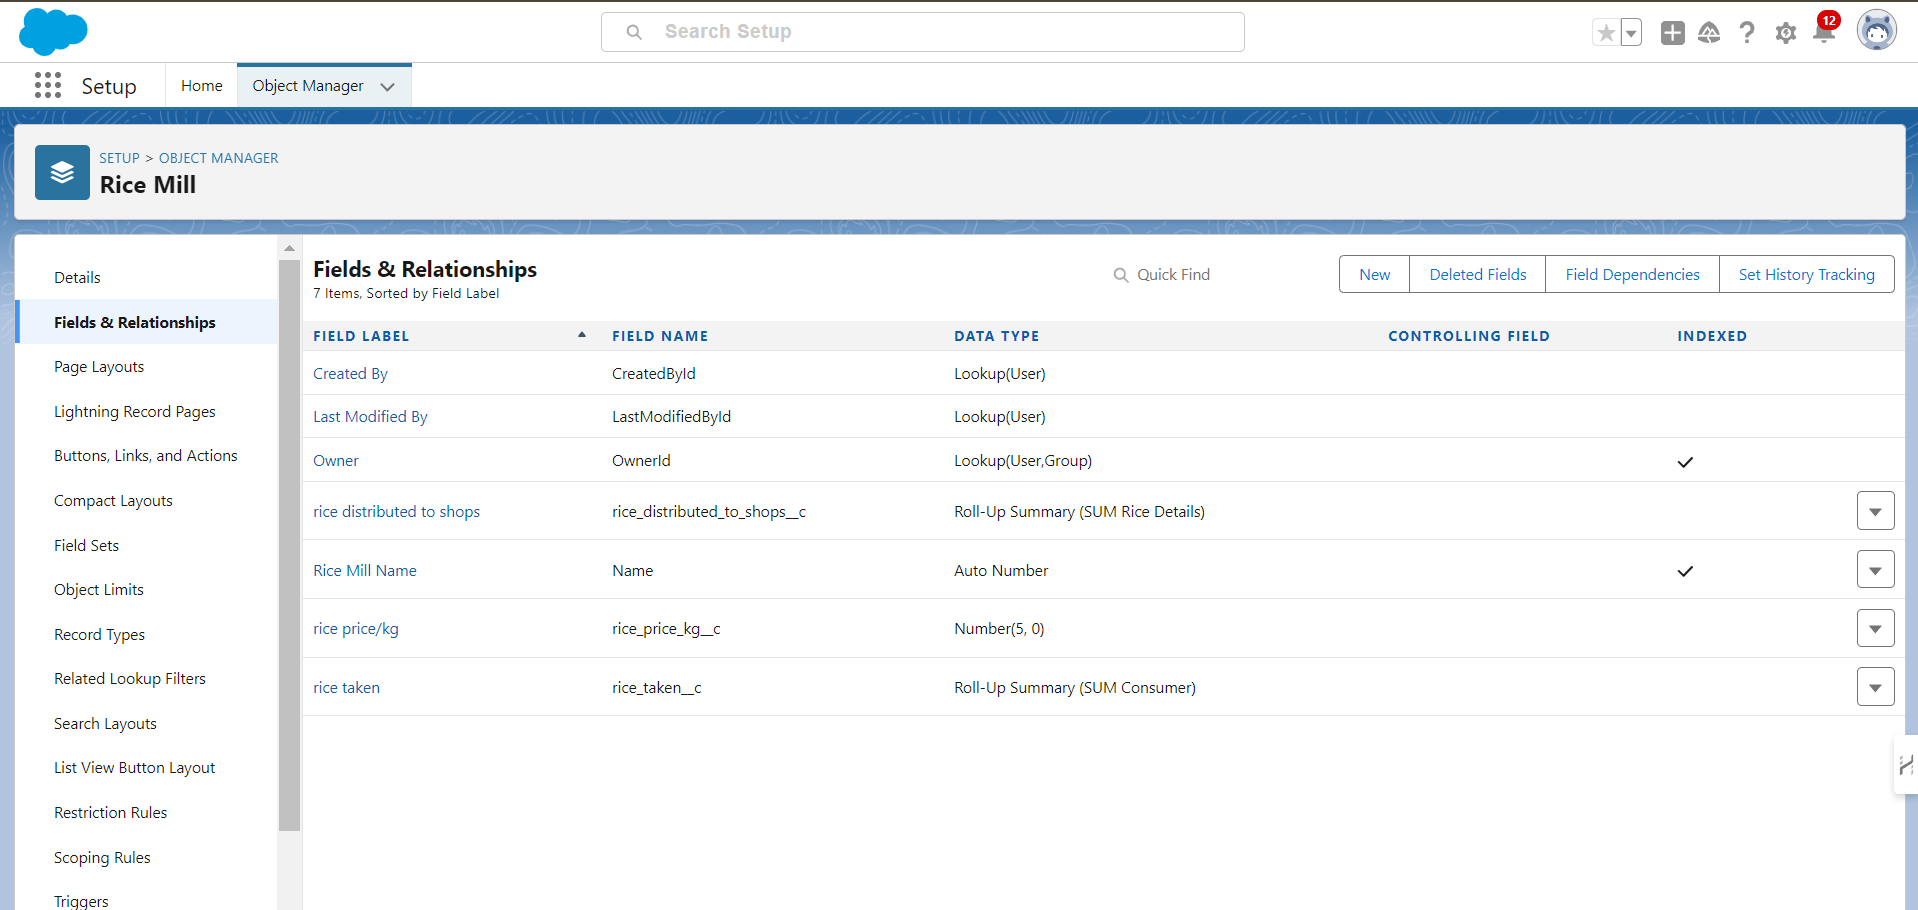 Search Setup
12
Setup
Home
Object Manager
SETUP > OBJECT MANAGER
Rice Mill
Details
Fields & Relationships
Page Layouts
Lightning Record Pages
Buttons, Links, and Actions
Compact Layouts
Field Sets
Object Limits
Record Types
Related Lookup Filters
Search Layouts
List View Button Layout
Restriction Rules
Scoping Rules
Triggers
Fields & Relationships
7 Items, Sorted by Field Label
Quick Find
New Deleted Fields Field Dependencies Set History Tracking
FIELD LABEL FIELD NAME DATA TYPE CONTROLLING FIELD INDEXED
Created By CreatedById Lookup(User)
Last Modified By LastModifiedById Lookup(User)
Owner OwnerId Lookup(User,Group)
rice distributed to shops rice_distributed_to_shops__c Roll-Up Summary (SUM Rice Details)
Rice Mill Name Name Auto Number
rice price/kg rice_price_kg__c Number(5, 0)
rice taken rice_taken__c Roll-Up Summary (SUM Consumer)